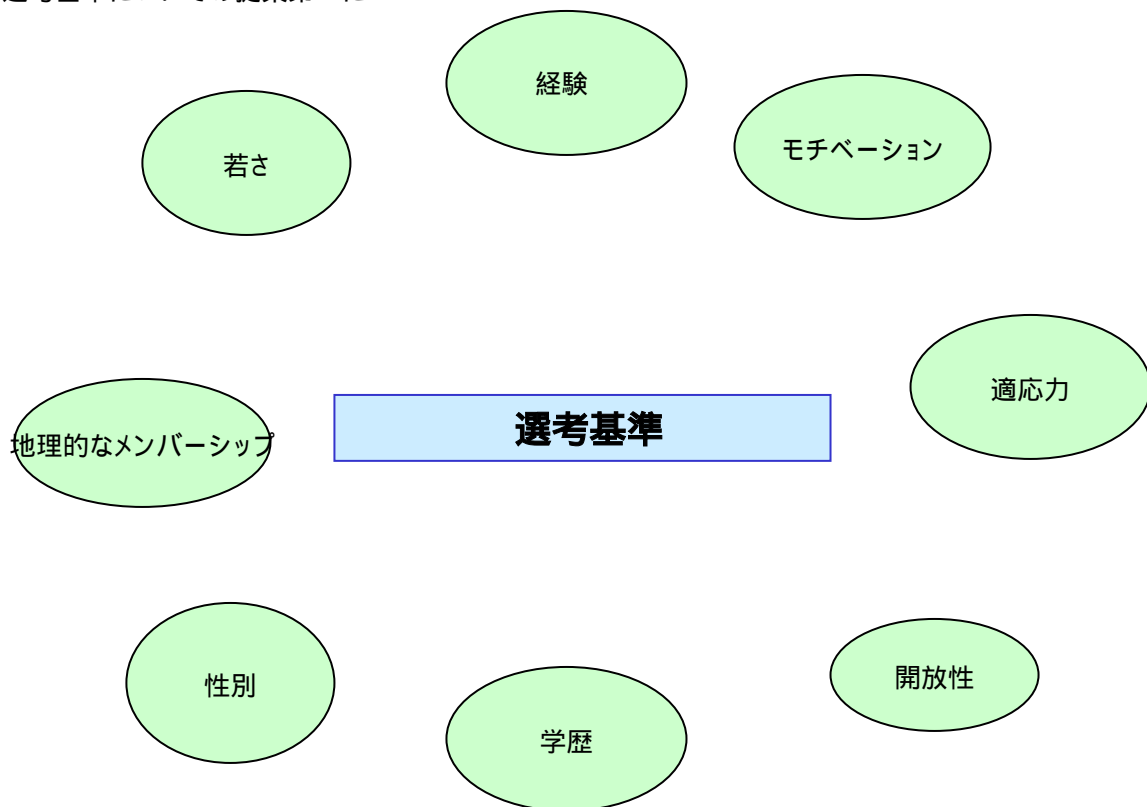 経験
モチベーション
若さ
適応力
選考基準
地理的なメンバーシップ
開放性
性別
学歴